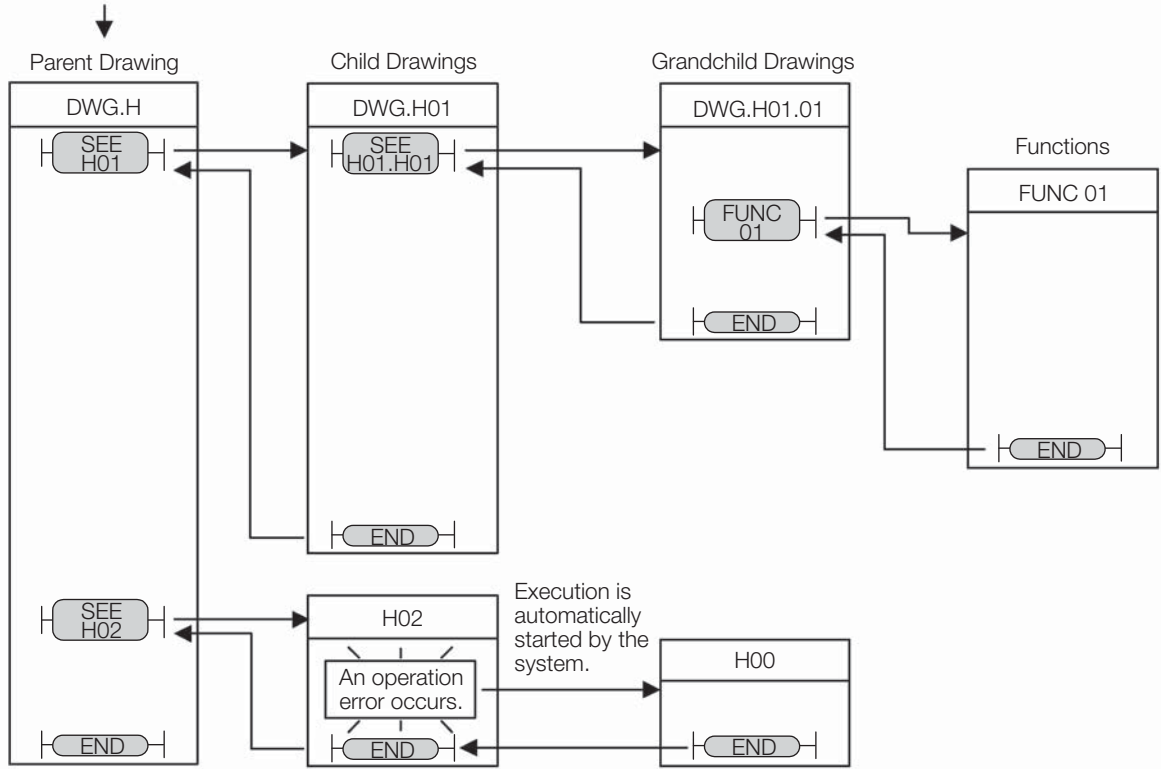 Parent Drawing
DWG.H
SEE
H01
SEE
H02
END
Child Drawings
DWG.H01
SEE
H01.H01
END
H02
An operation
error occurs.
END
Execution is
automatically
started by the
system.
Grandchild Drawings
DWG.H01.01
FUNC
01
END
H00
END
Functions
FUNC 01
END